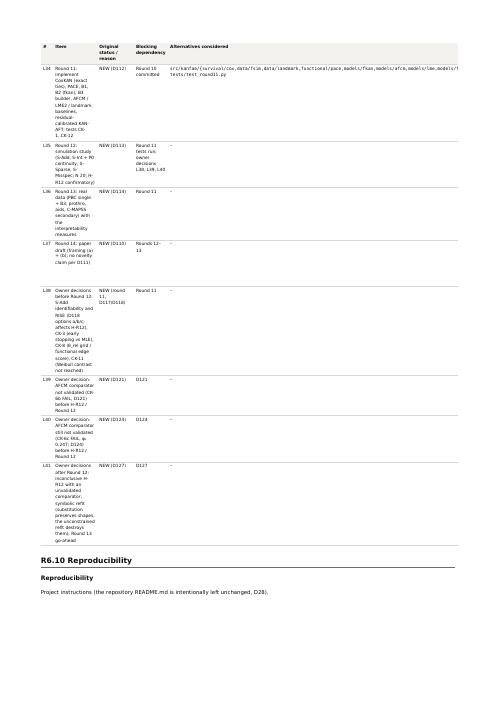 # Item Original status / reason Blocking dependency Alternatives considered
L34 Round 11: NEW (D112) Round 10 src/kanfam/{survival/cox,data/fsim,data/landmark,functional/pace,models/fkan,models/afcm,models/lme,models/
implement committed tests/test_round11.py
CoxKAN (exact
ties), PACE, B1,
B2 (fkan), B3
builder, AFCM /
LME2 / landmark
baselines,
residual-
calibrated KAN-
AFT; tests CK-
1..CK-12
L35 Round 12: NEW (D113) Round 11 –
simulation study tests run;
(S-Add, S-Int + P0 owner
continuity, S- decisions
Sparse, S- L38, L39, L40
Misspec; N 20; H-
R12 confirmatory)
L36 Round 13: real NEW (D114) Round 11 –
data (PBC single
+ B3; prothro,
aids, C-MAPSS
secondary) with
the
interpretability
measures
L37 Round 14: paper NEW (D110) Rounds 12– –
draft (framing (a) 13
+ (b); no novelty
claim per D111)
L38 Owner decisions NEW (round Round 11 –
before Round 12: 11,
S-Add D117/D118)
identifiability and
RISE (D118
options a/b/c;
affects H-R12),
CK-3 (early
stopping vs MLE),
CK-8 (E_rel grid /
functional edge
score), CK-11
(Weibull contrast
not reached)
L39 Owner decision: NEW (D121) D121 –
AFCM comparator
not validated (CK-
6b FAIL, D121)
before H-R12 /
Round 12
L40 Owner decision: NEW (D124) D124 –
AFCM comparator
still not validated
(CK-6c FAIL,
0.247; D124)
before H-R12 /
Round 12
L41 Owner decisions NEW (D127) D127 –
after Round 12:
inconclusive H-
R12 with an
unvalidated
comparator;
symbolic refit
(substitution
preserves shapes,
the unconstrained
refit destroys
them); Round 13
go-ahead
R6.10 Reproducibility
Reproducibility
Project instructions (the repository README.md is intentionally left unchanged, D28).